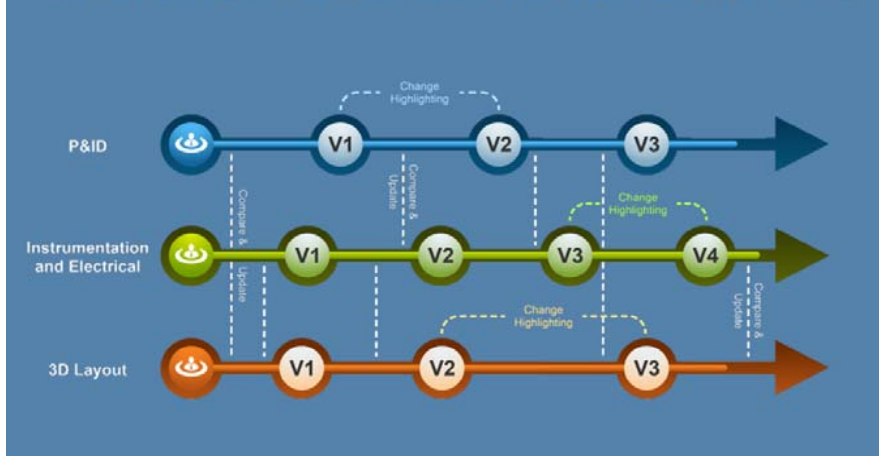 Change
Highlighting
P&ID
V1
V2
V3
Compare &
Update
Compare &
Update
Change
Highlighting
Instrumentation
and Electrical
V1
V2
V3
V4
Compare &
Update
Change
Highlighting
3D Layout
V1
V2
V3